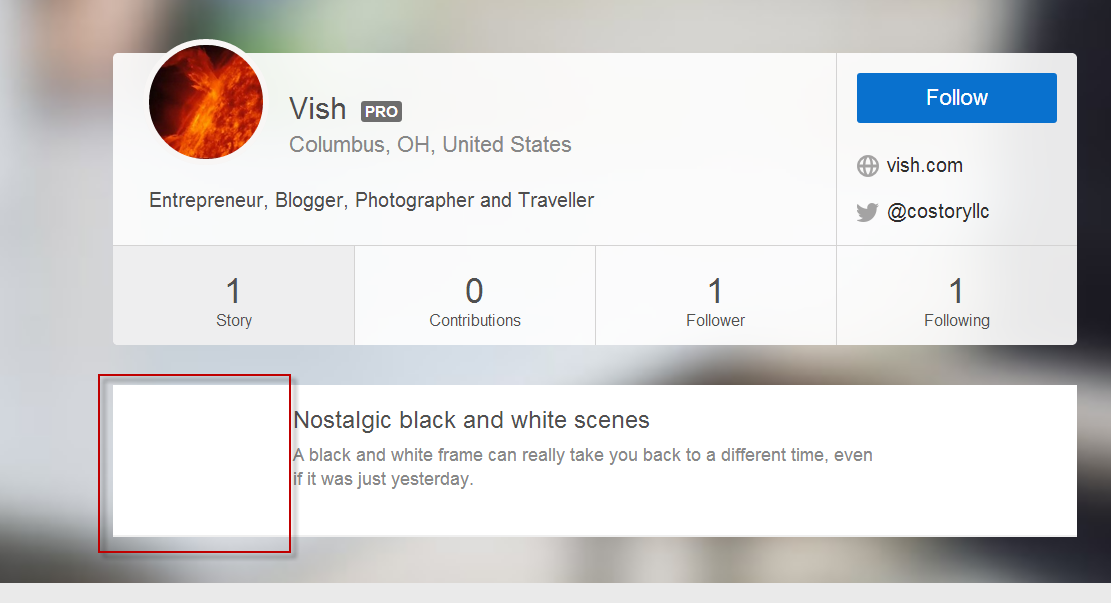 Vish PRO
Columbus, OH, United States
Entrepreneur, Blogger, Photographer and Traveller
Follow
vish.com
@costoryllc
1
Story
0
Contributions
1
Follower
1
Following
Nostalgic black and white scenes
A black and white frame can really take you back to a different time, even
if it was just yesterday.